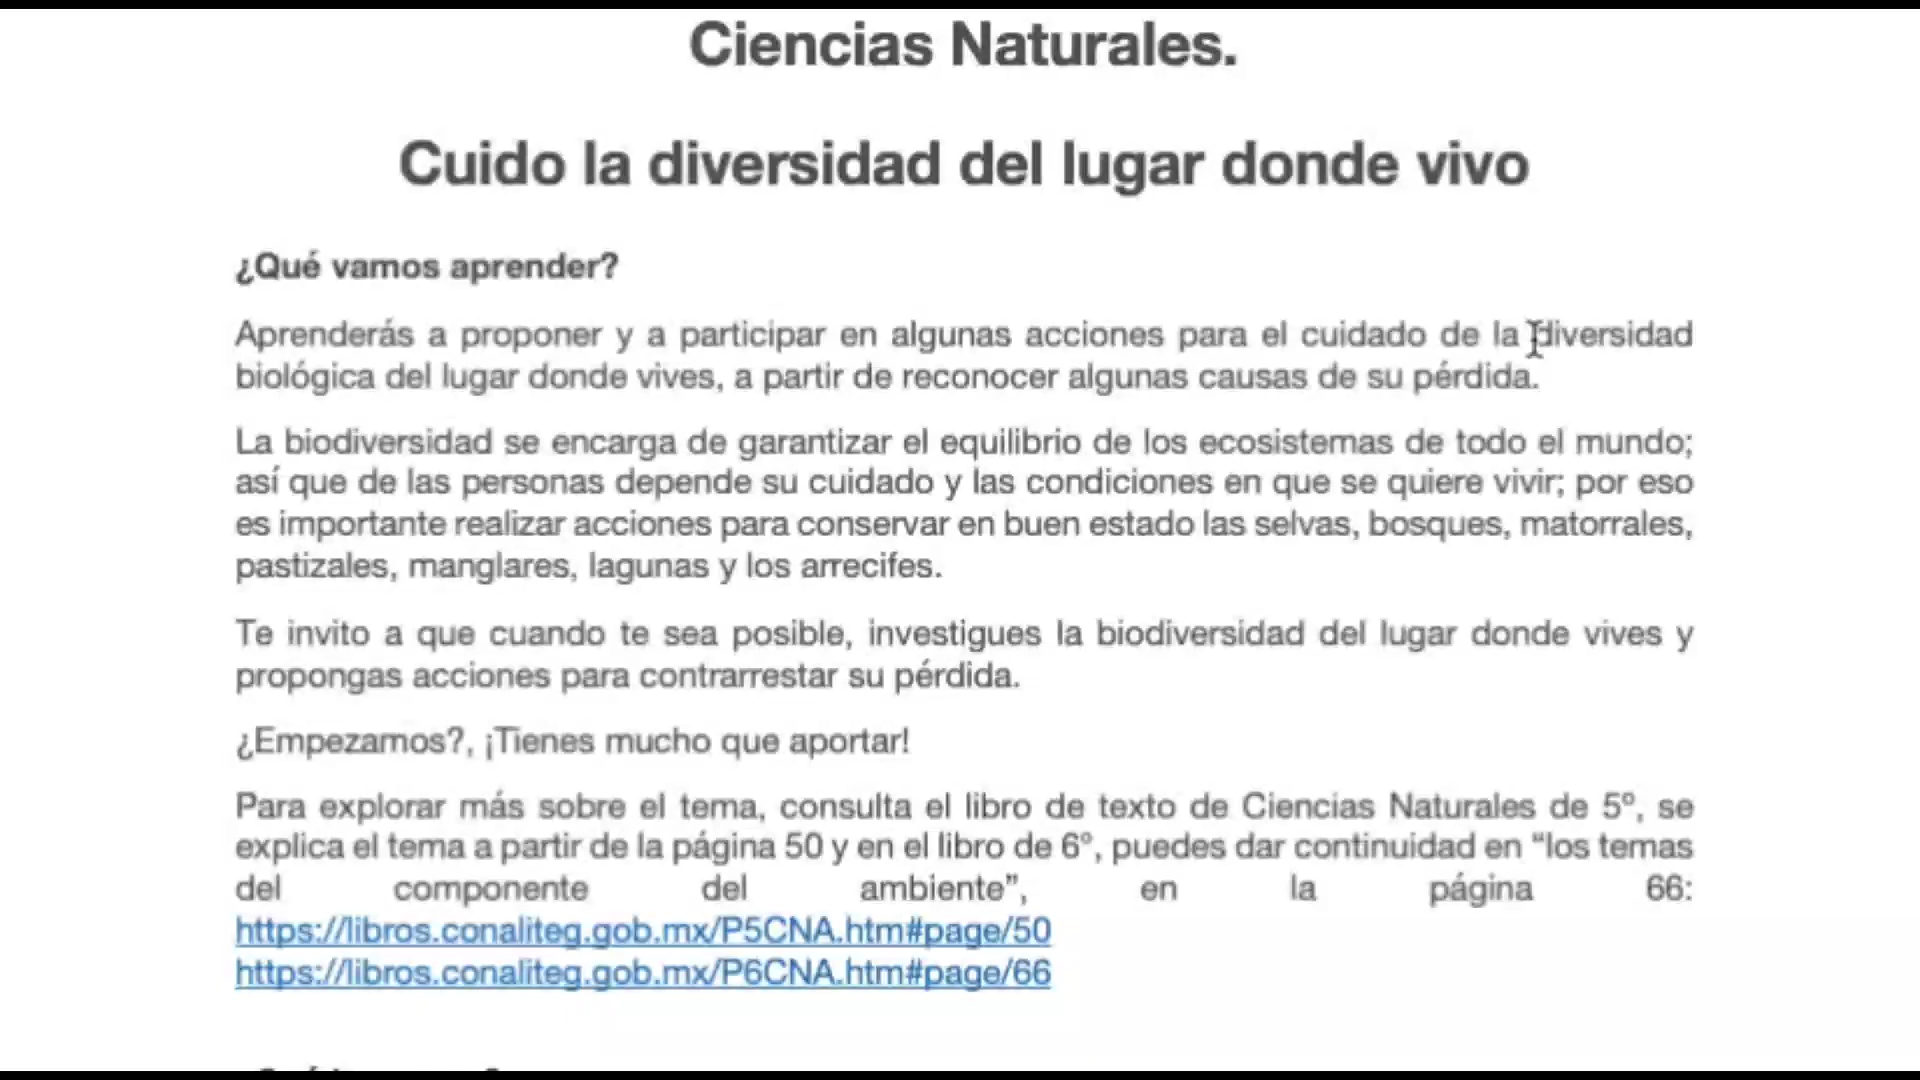 Ciencias Naturales.
Cuido la diversidad del lugar donde vivo
¿Qué vamos aprender?
Aprenderás a proponer y a participar en algunas acciones para el cuidado de la diversidad
biológica del lugar donde vives, a partir de reconocer algunas causas de su pérdida.
La biodiversidad se encarga de garantizar el equilibrio de los ecosistemas de todo el mundo;
así que de las personas depende su cuidado y las condiciones en que se quiere vivir; por eso
es importante realizar acciones para conservar en buen estado las selvas, bosques, matorrales,
pastizales, manglares, lagunas y los arrecifes.
Te invito a que cuando te sea posible, investigues la biodiversidad del lugar donde vives y
propongas acciones para contrarrestar su pérdida.
¿Empezamos?, ¡Tienes mucho que aportar!
Para explorar más sobre el tema, consulta el libro de texto de Ciencias Naturales de 5º, se
explica el tema a partir de la página 50 y en el libro de 6º, puedes dar continuidad en “los temas
del componente del ambiente”, en la página 66:
https://libros.conaliteg.gob.mx/P5CNA.htm#page/50
https://libros.conaliteg.gob.mx/P6CNA.htm#page/66